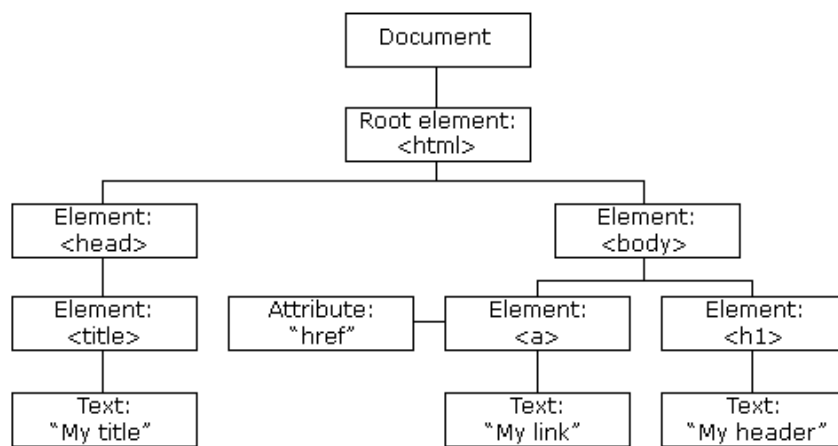 Document
Root element:
<html>
Element:
<head>
Element:
<body>
Element:
<title>
Attribute:
“href”
Element:
<a>
Element:
<h1>
Text:
“My title”
Text:
“My link”
Text:
“My header”